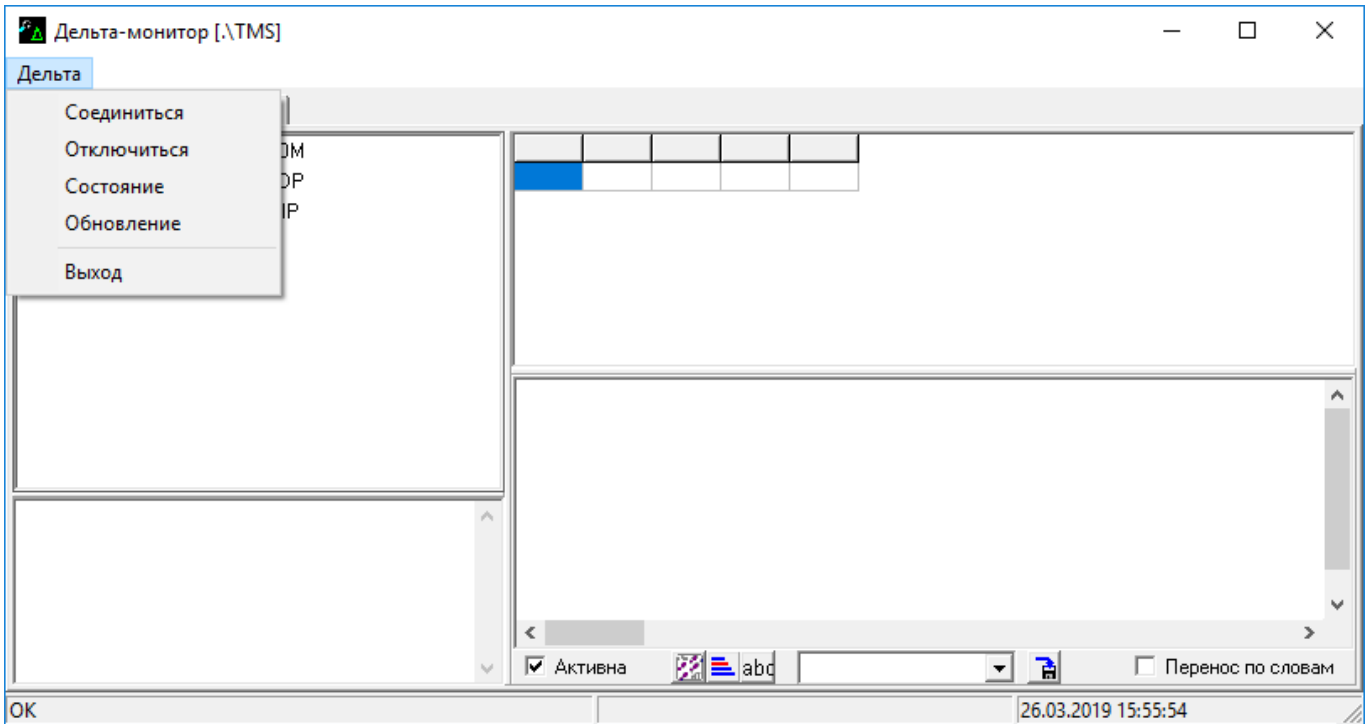 Дельта-монитор [.\TMS]
Дельта
Соединиться
Отключиться
Состояние
Обновление
Выход
Активна
abc
Перенос по словам
OK
26.03.2019 15:55:54